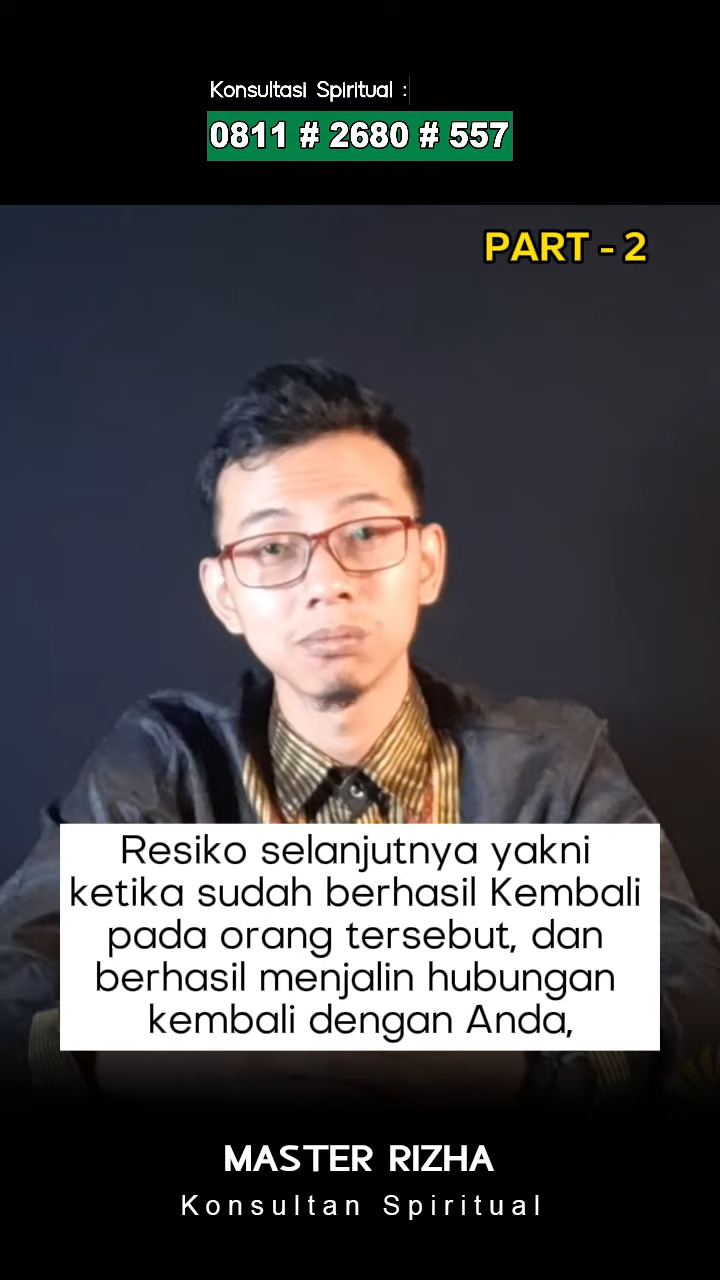 Konsultasi Spiritual :
0811 # 2680 # 557
PART - 2
Resiko selanjutnya yakni
ketika sudah berhasil Kembali
pada orang tersebut, dan
berhasil menjalin hubungan
kembali dengan Anda,
MASTER RIZHA
Konsultan Spiritual